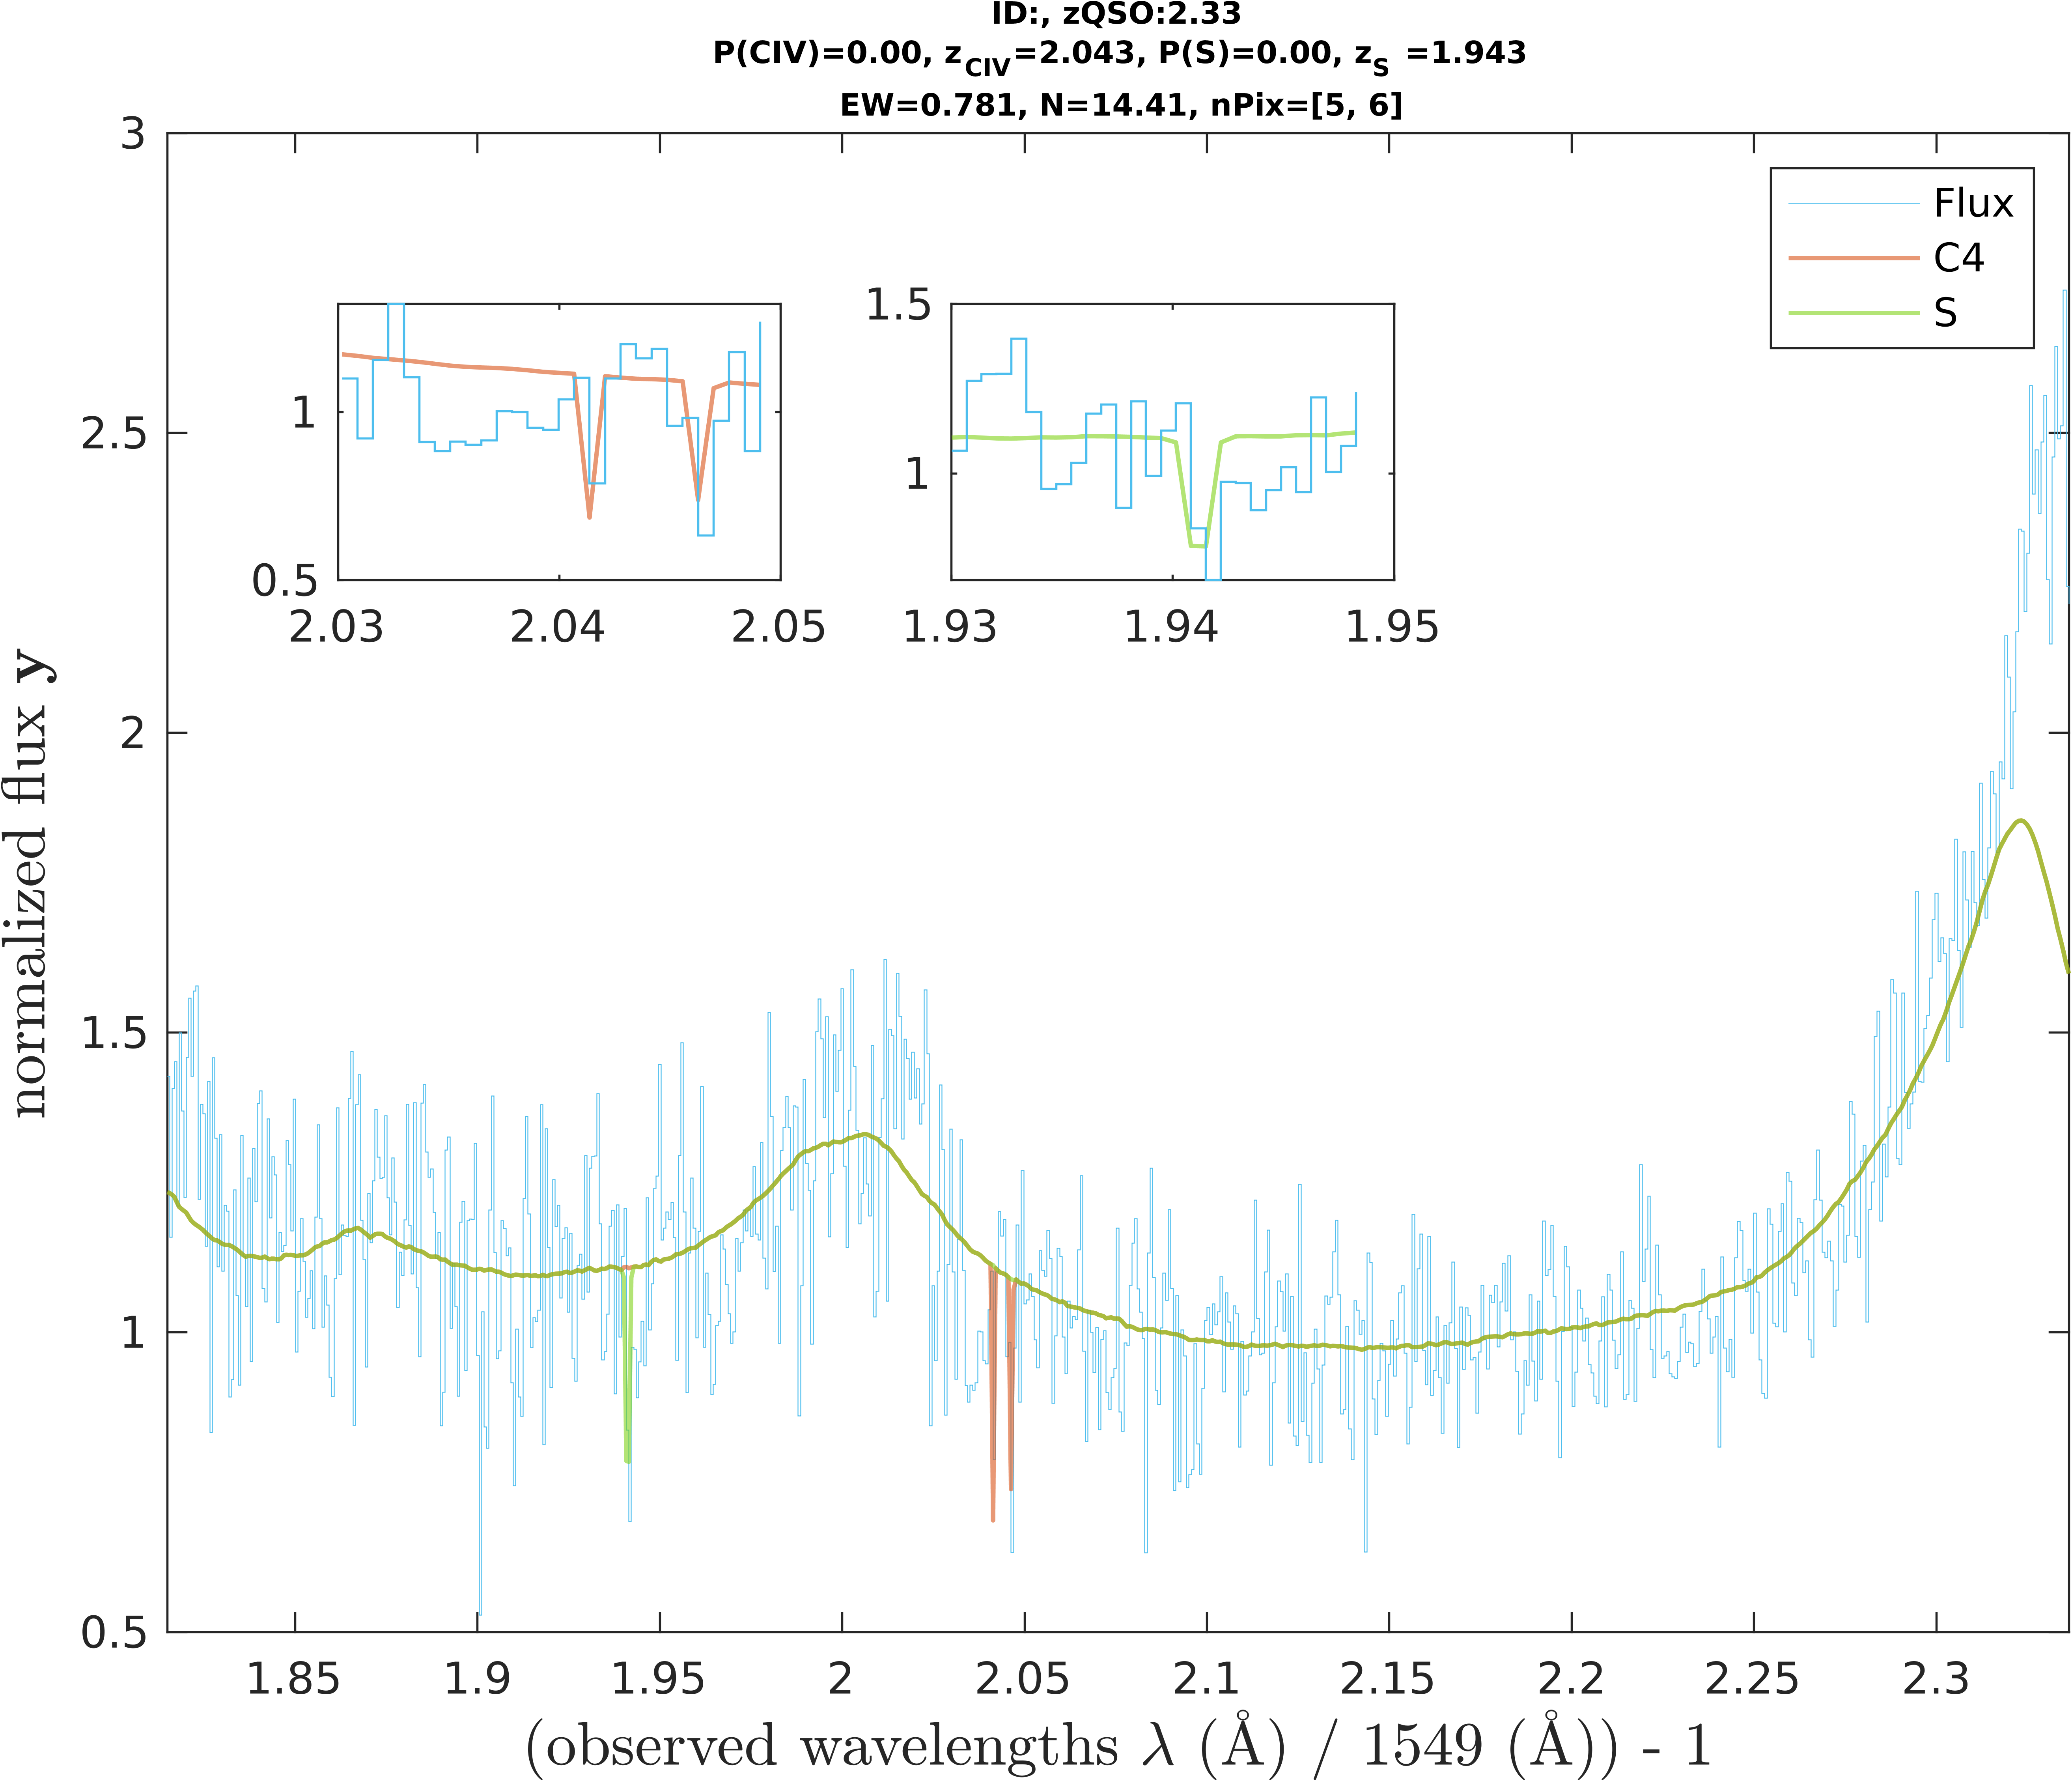 ID:, zQSO:2.33
P(CIV)=0.00, zCIV=2.043, P(S)=0.00, zS =1.943
EW=0.781, N=14.41, nPix=[5, 6]
3
2.5
2
1.5
1
0.5
Flux
C4
S
1
0.5
2.03 2.04 2.05
1.5
1
1.93 1.94 1.95
normalized flux y
1.85 1.9 1.95 2 2.05 2.1 2.15 2.2 2.25 2.3
(observed wavelengths λ (Å) / 1549 (Å)) - 1